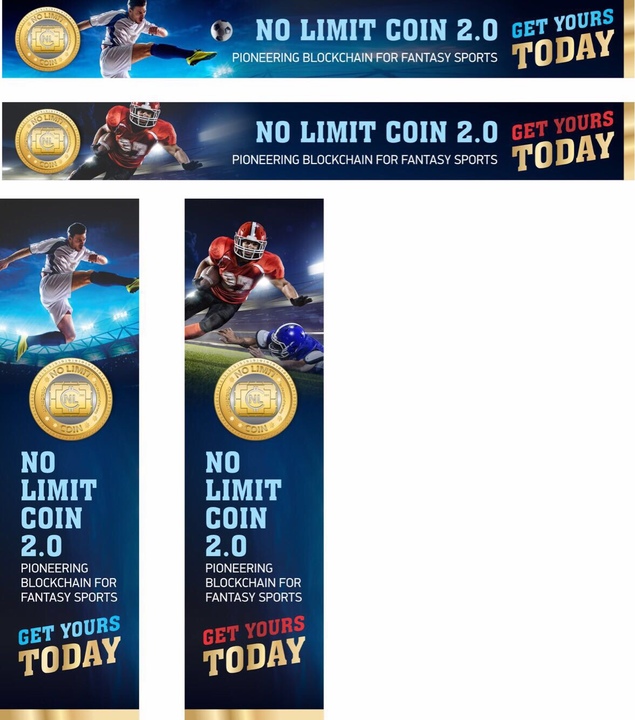 NO LIMIT
COIN
NO LIMIT COIN 2.0
PIONEERING BLOCKCHAIN FOR FANTASY SPORTS
GET YOURS
TODAY
NO LIMIT
COIN
97
NO LIMIT COIN 2.0
PIONEERING BLOCKCHAIN FOR FANTASY SPORTS
GET YOURS
TODAY
NO LIMIT
NL
COIN
NO
LIMIT
COIN
2.0
PIONEERING
BLOCKCHAIN FOR
FANTASY SPORTS
GET YOURS
TODAY
97
NO LIMIT
NL
COIN
NO
LIMIT
COIN
2.0
PIONEERING
BLOCKCHAIN FOR
FANTASY SPORTS
GET YOURS
TODAY